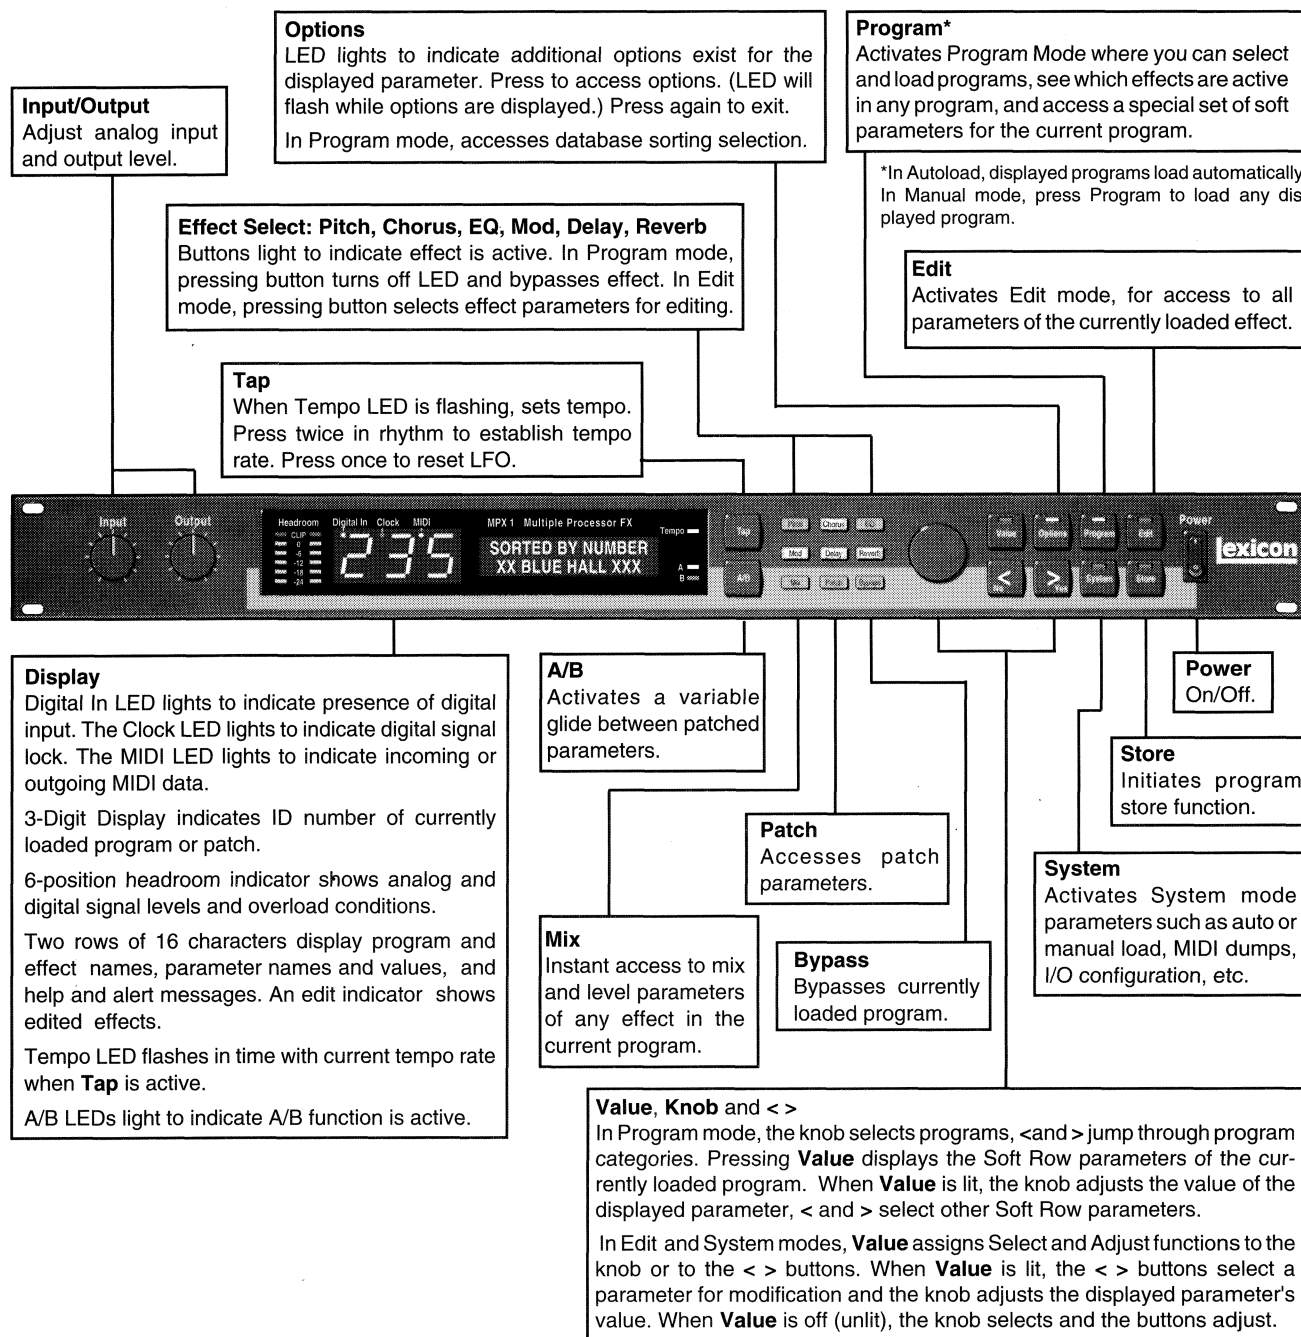 Options
LED lights to indicate additional options exist for the
displayed parameter. Press to access options. (LED will
flash while options are displayed.) Press again to exit.
In Program mode, accesses database sorting selection.
Program*
Activates Program Mode where you can select
and load programs, see which effects are active
in any program, and access a special set of soft
parameters for the current program.
*In Autoload, displayed programs load automatically
In Manual mode, press Program to load any dis-
played program.
Input/Output
Adjust analog input
and output level.
Effect Select: Pitch, Chorus, EQ, Mod, Delay, Reverb
Buttons light to indicate effect is active. In Program mode,
pressing button turns off LED and bypasses effect. In Edit
mode, pressing button selects effect parameters for editing.
Edit
Activates Edit mode, for access to all
parameters of the currently loaded effect.
Tap
When Tempo LED is flashing, sets tempo.
Press twice in rhythm to establish tempo
rate. Press once to reset LFO.
Input
Output
Headroom
CLIP
0
-6
-12
-18
-24
Digital In Clock MIDI
235
MPX 1 Multiple Processor FX
SORTED BY NUMBER
XX BLUE HALL XXX
Tempo
A
B
Tap
A/B
Pitch Chorus EQ
Mod Delay Reverb
Mix Patch Bypass
Value Options Program Edit
< > System Store
No Yes
Power
lexicon
Display
Digital In LED lights to indicate presence of digital
input. The Clock LED lights to indicate digital signal
lock. The MIDI LED lights to indicate incoming or
outgoing MIDI data.
3-Digit Display indicates ID number of currently
loaded program or patch.
6-position headroom indicator shows analog and
digital signal levels and overload conditions.
Two rows of 16 characters display program and
effect names, parameter names and values, and
help and alert messages. An edit indicator shows
edited effects.
Tempo LED flashes in time with current tempo rate
when Tap is active.
A/B LEDs light to indicate A/B function is active.
A/B
Activates a variable
glide between patched
parameters.
Power
On/Off.
Store
Initiates program
store function.
Patch
Accesses patch
parameters.
System
Activates System mode
parameters such as auto or
manual load, MIDI dumps,
I/O configuration, etc.
Mix
Instant access to mix
and level parameters
of any effect in the
current program.
Bypass
Bypasses currently
loaded program.
Value, Knob and < >
In Program mode, the knob selects programs, <and > jump through program
categories. Pressing Value displays the Soft Row parameters of the cur-
rently loaded program. When Value is lit, the knob adjusts the value of the
displayed parameter, < and > select other Soft Row parameters.
In Edit and System modes, Value assigns Select and Adjust functions to the
knob or to the < > buttons. When Value is lit, the < > buttons select a
parameter for modification and the knob adjusts the displayed parameter's
value. When Value is off (unlit), the knob selects and the buttons adjust.